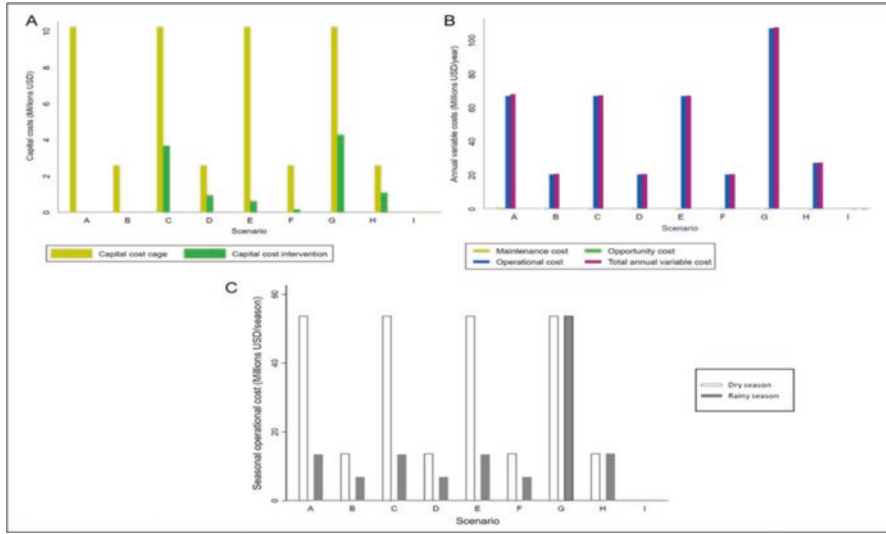 A
Capital costs (Millions USD)
10
8
6
4
2
0
A B C D E F G H I
Scenario
Capital cost cage Capital cost intervention
B
Annual variable costs (Millions USD/year)
100
80
60
40
20
0
A B C D E F G H I
Scenario
Maintenance cost Opportunity cost
Operational cost Total annual variable cost
C
Seasonal operational cost (Millions USD/season)
60
40
20
0
A B C D E F G H I
Scenario
Dry season
Rainy season